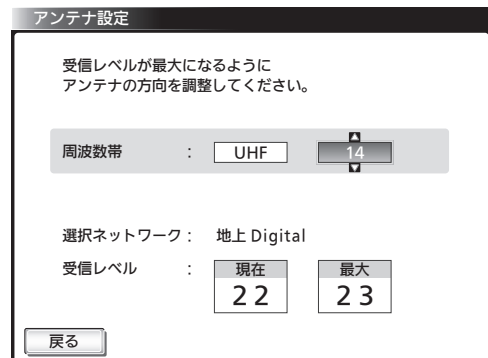 アンテナ設定
受信レベルが最大になるように
アンテナの方向を調整してください。
周波数帯 : UHF 14
選択ネットワーク : 地上 Digital
受信レベル : 現在 最大
22 23
戻る